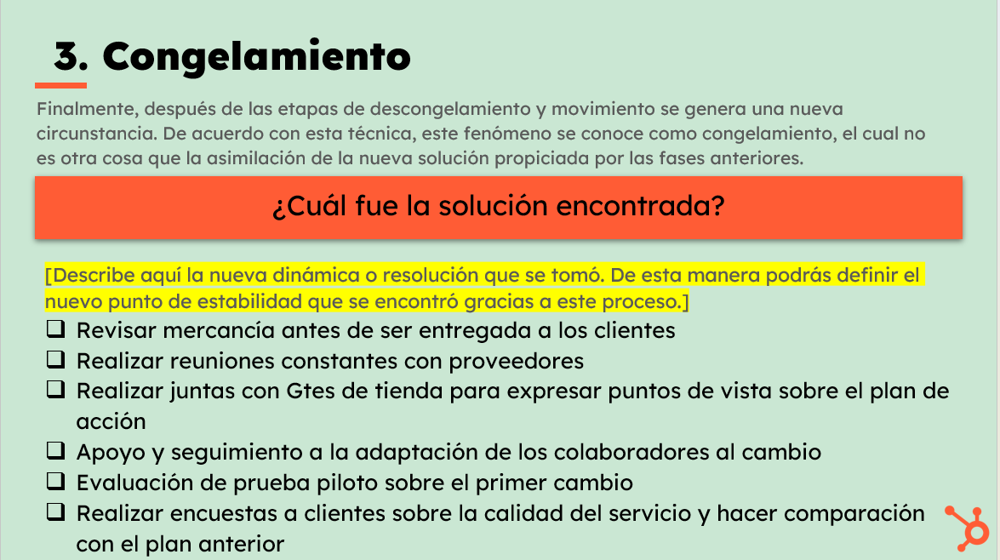 3. Congelamiento
Finalmente, después de las etapas de descongelamiento y movimiento se genera una nueva
circunstancia. De acuerdo con esta técnica, este fenómeno se conoce como congelamiento, el cual no
es otra cosa que la asimilación de la nueva solución propiciada por las fases anteriores.
¿Cuál fue la solución encontrada?
[Describe aquí la nueva dinámica o resolución que se tomó. De esta manera podrás definir el
nuevo punto de estabilidad que se encontró gracias a este proceso.]
❑ Revisar mercancía antes de ser entregada a los clientes
❑ Realizar reuniones constantes con proveedores
❑ Realizar juntas con Gtes de tienda para expresar puntos de vista sobre el plan de
acción
❑ Apoyo y seguimiento a la adaptación de los colaboradores al cambio
❑ Evaluación de prueba piloto sobre el primer cambio
❑ Realizar encuestas a clientes sobre la calidad del servicio y hacer comparación
con el plan anterior